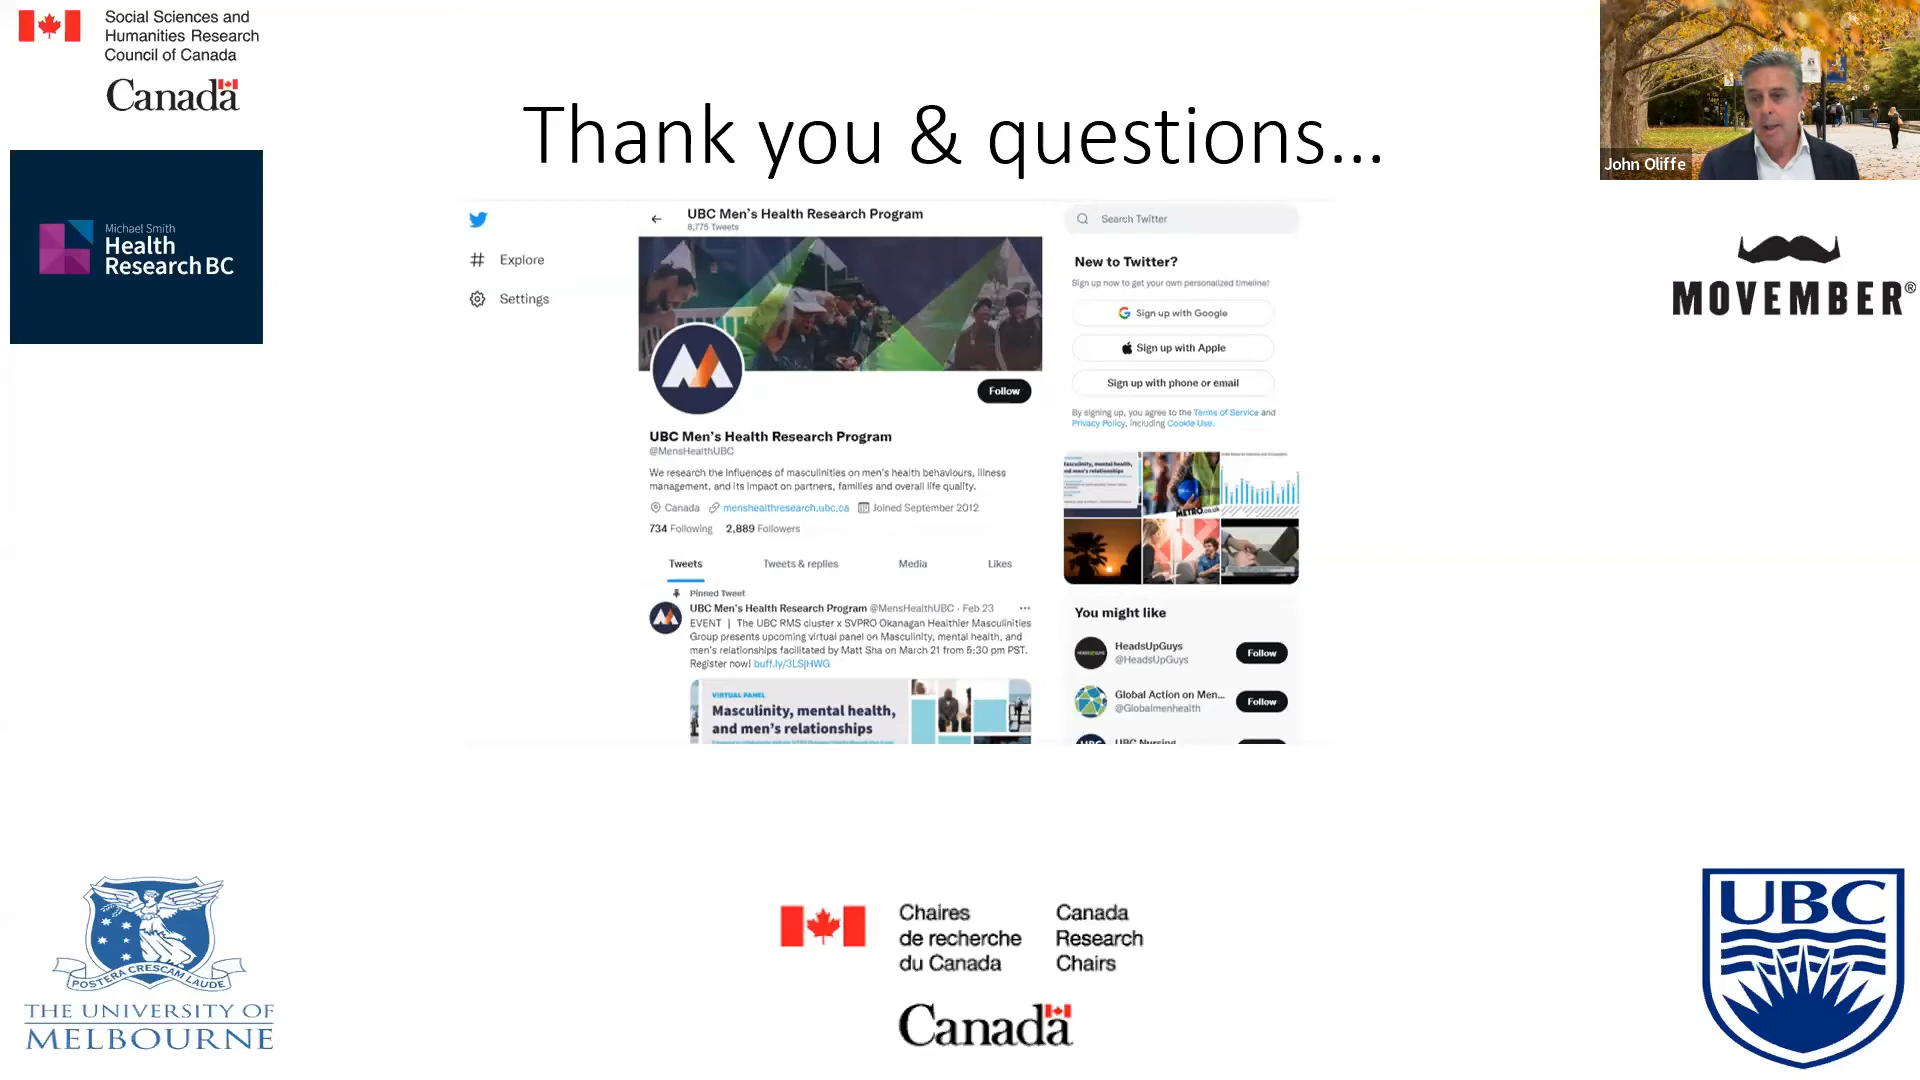 Social Sciences and
Humanities Research
Council of Canada
Canada
Michael Smith
Health
Research BC
Thank you & questions...
John Oliffe
MOVEMBER®
Explore
Settings
UBC Men's Health Research Program
8,775 Tweets
Follow
UBC Men's Health Research Program
@MensHealthUBC
We research the influences of masculinities on men's health behaviours, illness
management, and its impact on partners, families and overall life quality.
Canada menshealthresearch.ubc.ca Joined September 2012
734 Following 2,889 Followers
Tweets Tweets & replies Media Likes
Pinned Tweet
UBC Men's Health Research Program @MensHealthUBC · Feb 23
EVENT | The UBC RMS cluster x SVPRO Okanagan Healthier Masculinities
Group presents upcoming virtual panel on Masculinity, mental health, and
men's relationships facilitated by Matt Sha on March 21 from 5:30 pm PST.
Register now! buff.ly/3LSjHWG
VIRTUAL PANEL
Masculinity, mental health,
and men's relationships
Search Twitter
New to Twitter?
Sign up now to get your own personalized timeline!
Sign up with Google
Sign up with Apple
Sign up with phone or email
By signing up, you agree to the Terms of Service and
Privacy Policy, including Cookie Use.
Masculinity, mental health,
and men's relationships
METRO.co.uk
You might like
HeadsUpGuys
@HeadsUpGuys
Follow
Global Action on Men...
@Globalmenhealth
Follow
UBC Nursing
POSTERA CRESCAM LAUDE
THE UNIVERSITY OF
MELBOURNE
Chaires
de recherche
du Canada
Canada
Research
Chairs
Canada
UBC